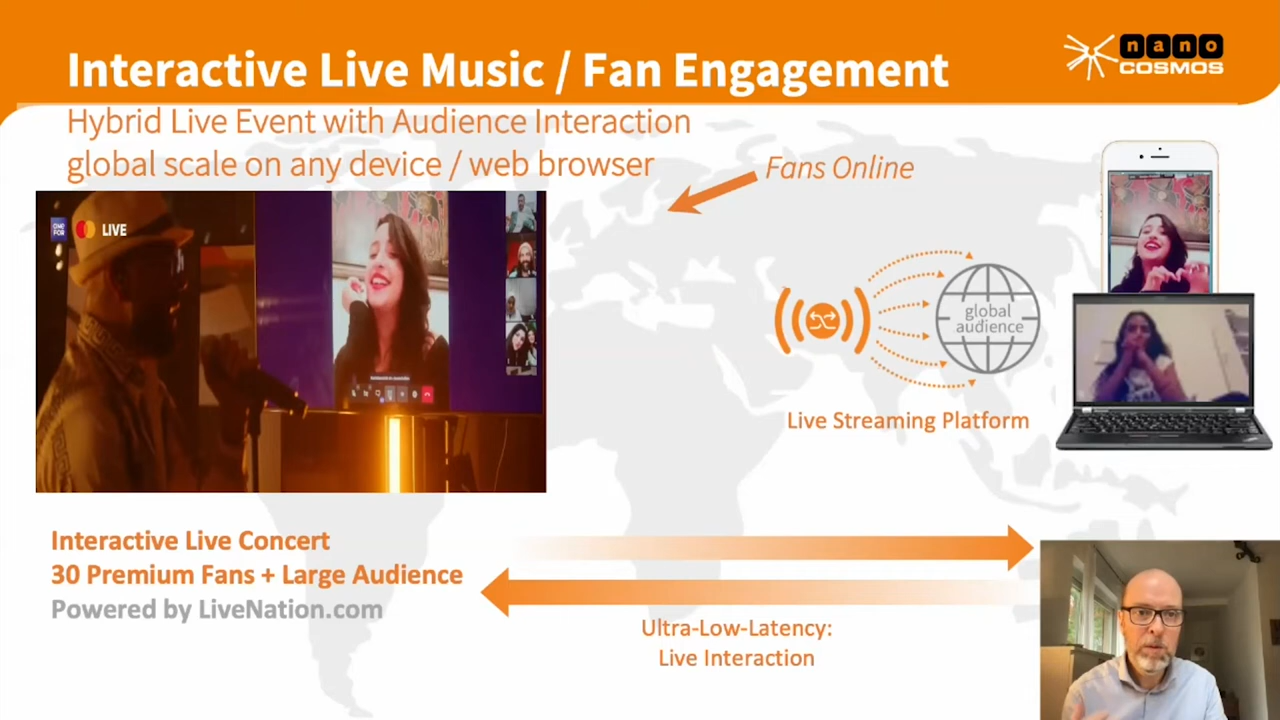 Interactive Live Music / Fan Engagement
nano
COSMOS
Hybrid Live Event with Audience Interaction
global scale on any device / web browser
Fans Online
ONE
FOR
LIVE
global
audience
Live Streaming Platform
Interactive Live Concert
30 Premium Fans + Large Audience
Powered by LiveNation.com
Ultra-Low-Latency:
Live Interaction